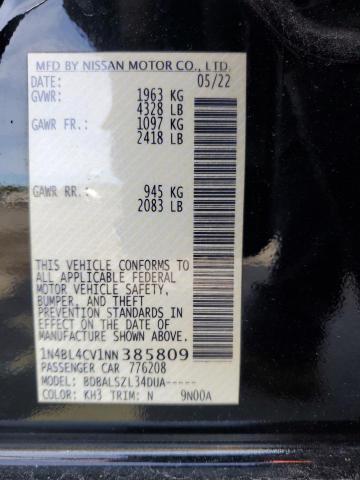 MFD BY NISSAN MOTOR CO., LTD.
DATE: 05/22
GVWR: 1963 KG
4328 LB
GAWR FR.: 1097 KG
2418 LB
GAWR RR.: 945 KG
2083 LB
THIS VEHICLE CONFORMS TO
ALL APPLICABLE FEDERAL
MOTOR VEHICLE SAFETY,
BUMPER, AND THEFT
PREVENTION STANDARDS IN
EFFECT ON THE DATE OF
MANUFACTURE SHOWN ABOVE.
1N4BL4CV1NN385809
PASSENGER CAR 776208
MODEL: BDBALSZL34DUA-----
COLOR: KH3 TRIM: N 9N00A